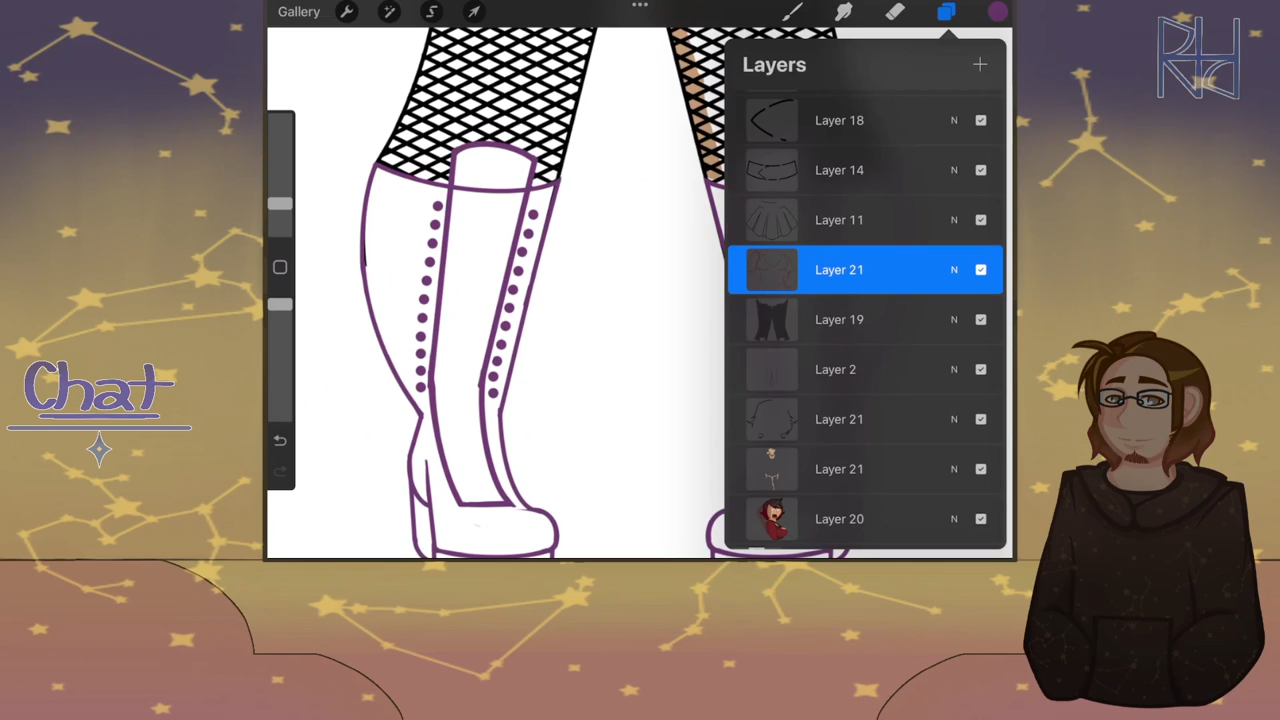 Gallery
Layers
Layer 18 N
Layer 14 N
Layer 11 N
Layer 21 N
Layer 19 N
Layer 2 N
Layer 21 N
Layer 21 N
Layer 20 N
Chat